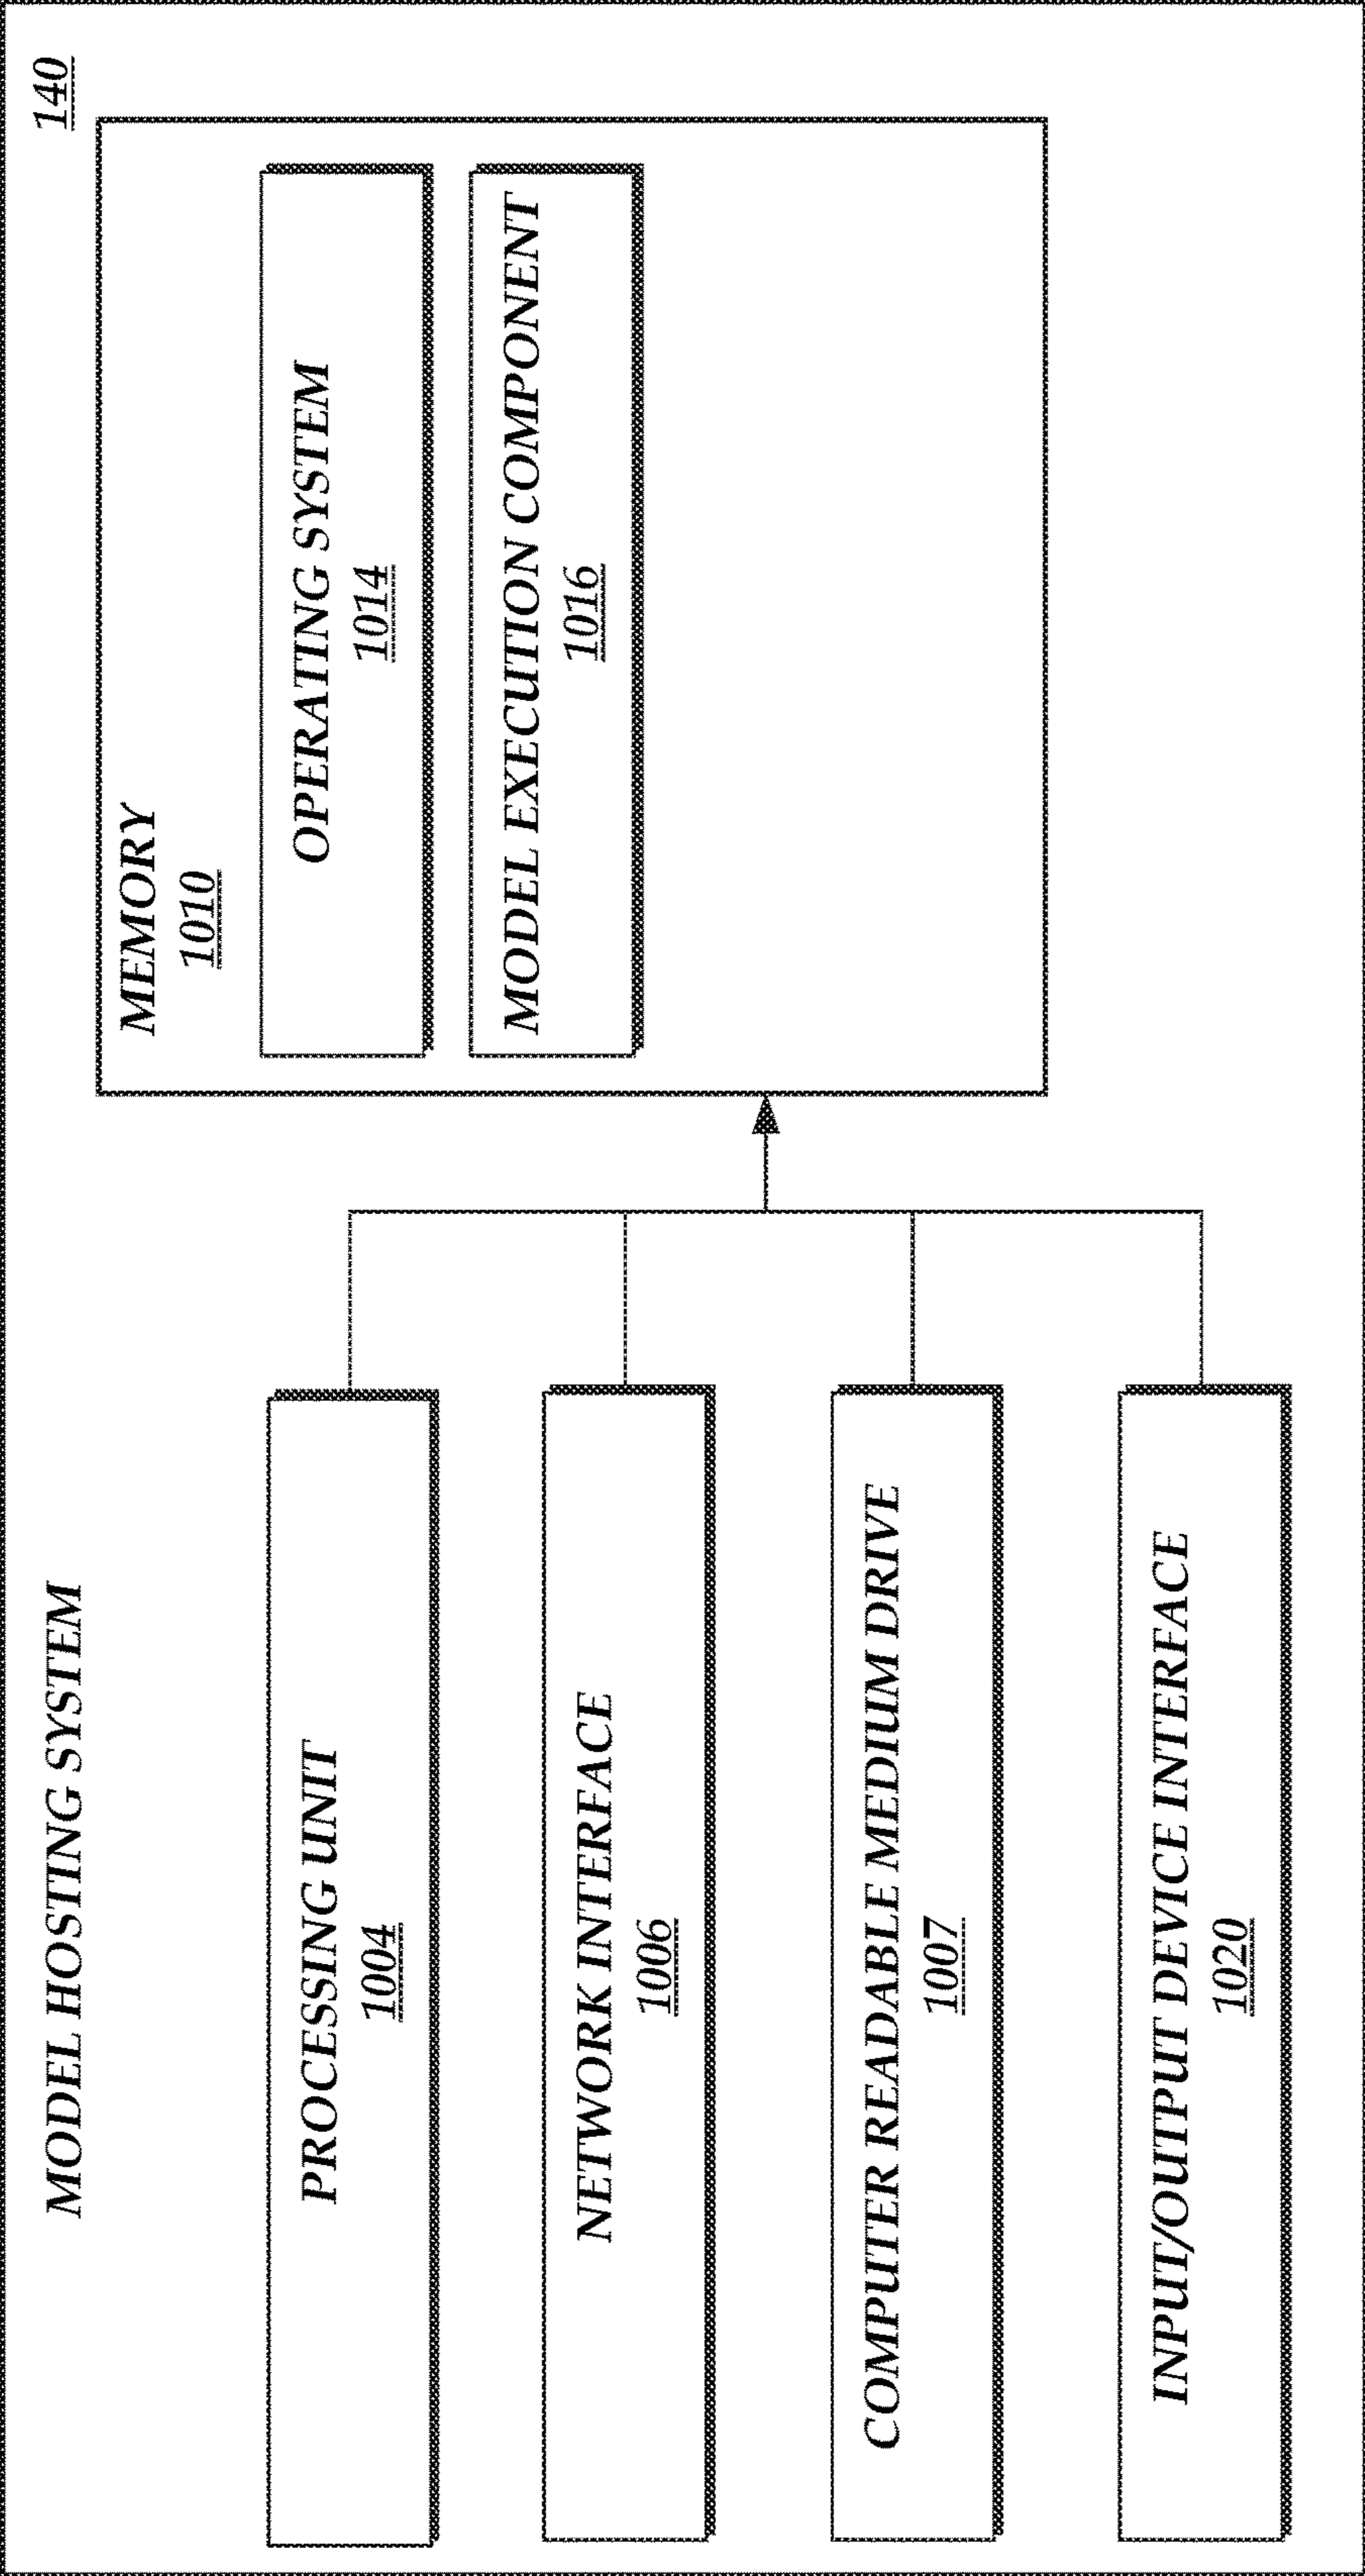 MODEL HOSTING SYSTEM
140
PROCESSING UNIT
1004
NETWORK INTERFACE
1006
COMPUTER READABLE MEDIUM DRIVE
1007
INPUT/OUTPUT DEVICE INTERFACE
1020
MEMORY
1010
OPERATING SYSTEM
1014
MODEL EXECUTION COMPONENT
1016